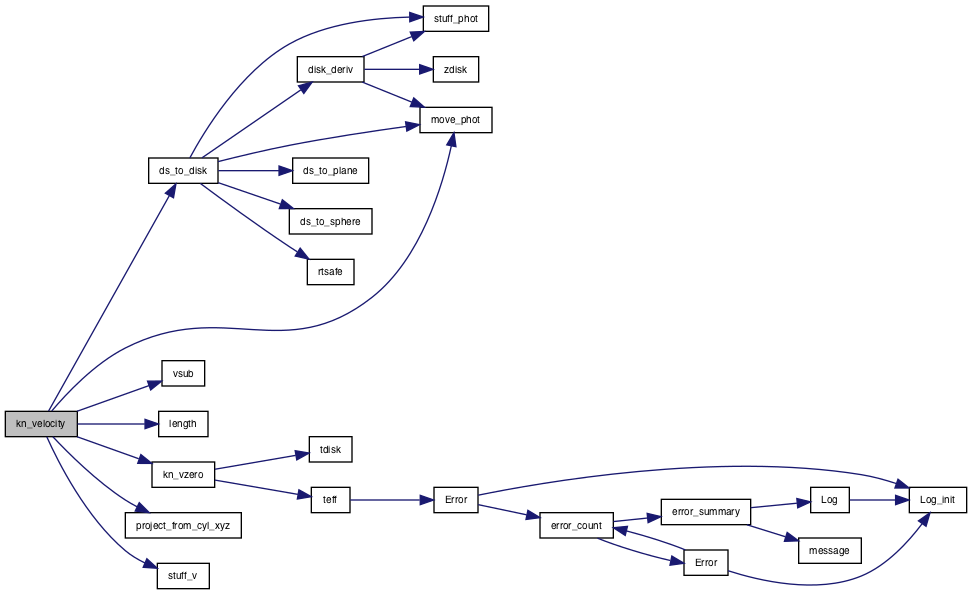 stuff_phot
disk_deriv
zdisk
move_phot
ds_to_disk
ds_to_plane
ds_to_sphere
rtsafe
vsub
kn_velocity
length
tdisk
kn_vzero
teff
Error
Log
Log_init
error_summary
project_from_cyl_xyz
error_count
message
Error
stuff_v